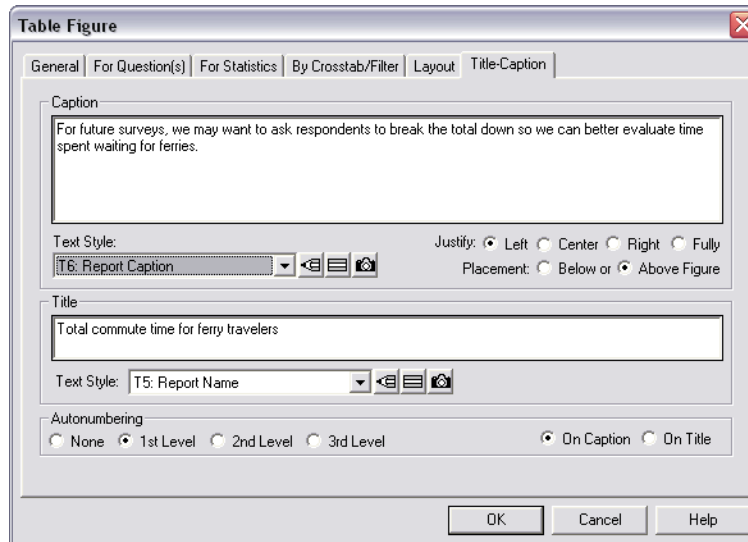 Table Figure
General For Question(s) For Statistics By Crosstab/Filter Layout Title-Caption
Caption
For future surveys, we may want to ask respondents to break the total down so we can better evaluate time
spent waiting for ferries.
Text Style: Justify: Left Center Right Fully
T6: Report Caption Placement: Below or Above Figure
Title
Total commute time for ferry travelers
Text Style: T5: Report Name
Autonumbering
None 1st Level 2nd Level 3rd Level On Caption On Title
OK Cancel Help